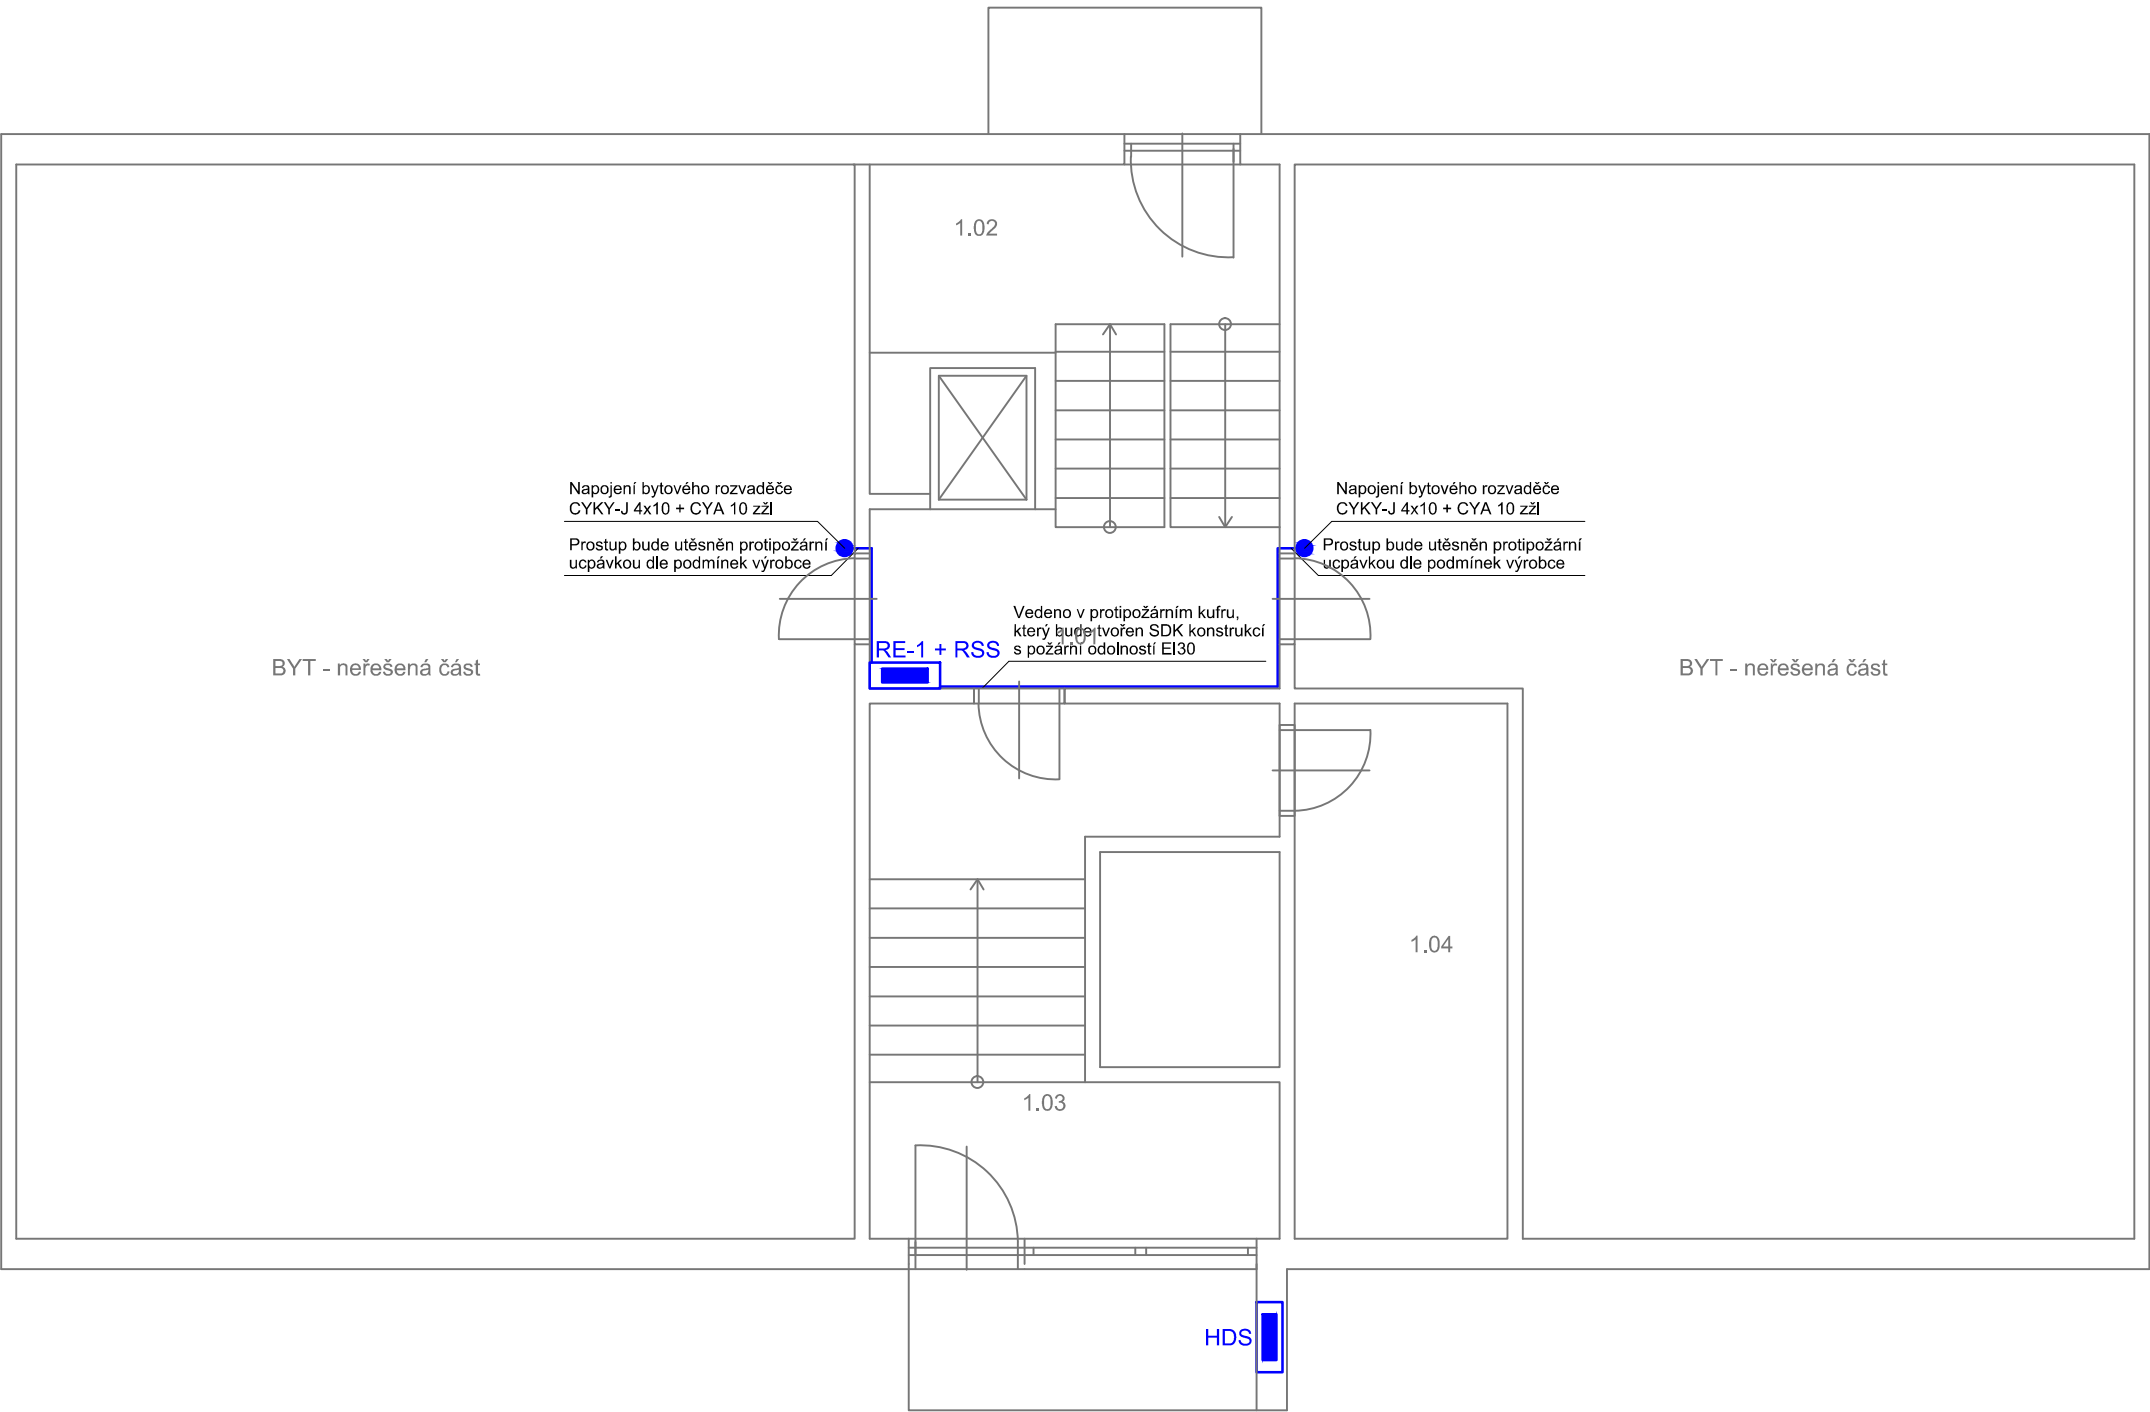 1.02
Napojení bytového rozvaděče
CYKY-J 4x10 + CYA 10 zžl
Prostup bude utěsněn protipožární
ucpávkou dle podmínek výrobce
Napojení bytového rozvaděče
CYKY-J 4x10 + CYA 10 zžl
Prostup bude utěsněn protipožární
ucpávkou dle podmínek výrobce
Vedeno v protipožárním kufru,
který bude tvořen SDK konstrukcí
s požární odolností EI30
1.01
RE-1 + RSS
BYT - neřešená část
BYT - neřešená část
1.04
1.03
HDS